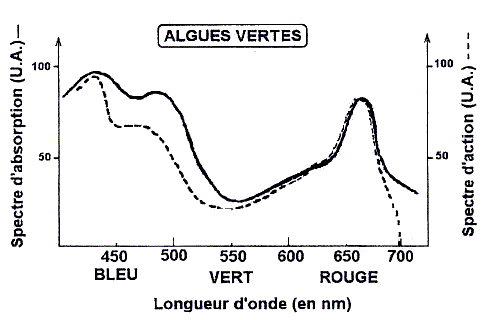 ALGUES VERTES
Spectre d'absorption (U.A.) —
100
50
Spectre d'action (U.A.) ----
100
50
450
500
550
600
650
700
BLEU
VERT
ROUGE
Longueur d'onde (en nm)